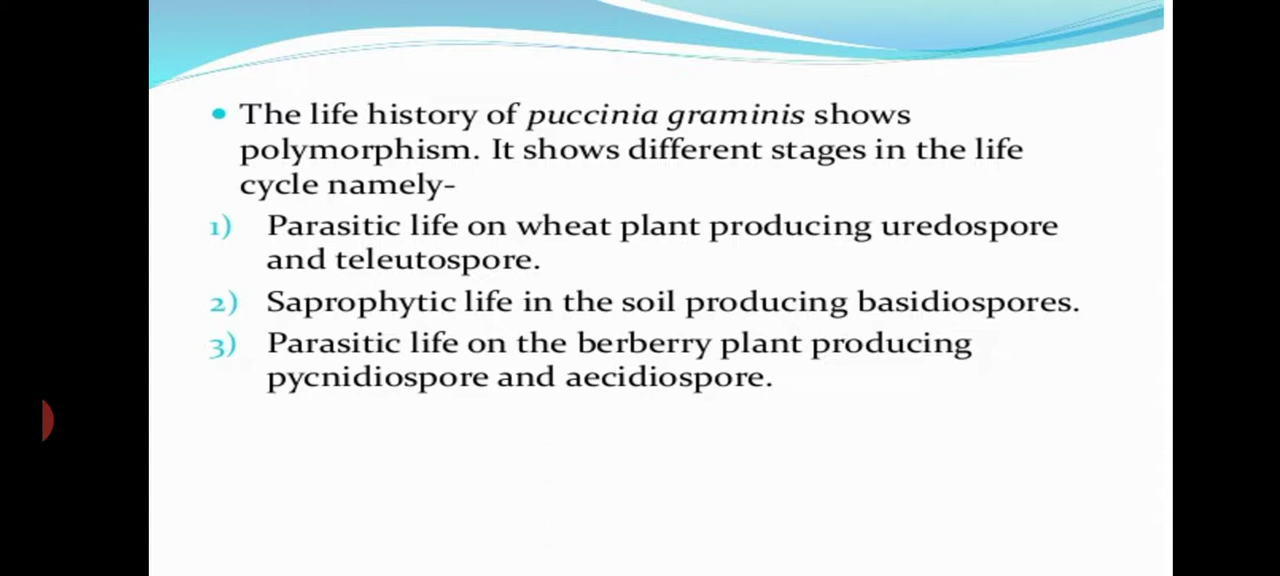 The life history of puccinia graminis shows
polymorphism. It shows different stages in the life
cycle namely-
1) Parasitic life on wheat plant producing uredospore
and teleutospore.
2) Saprophytic life in the soil producing basidiospores.
3) Parasitic life on the berberry plant producing
pycnidiospore and aecidiospore.